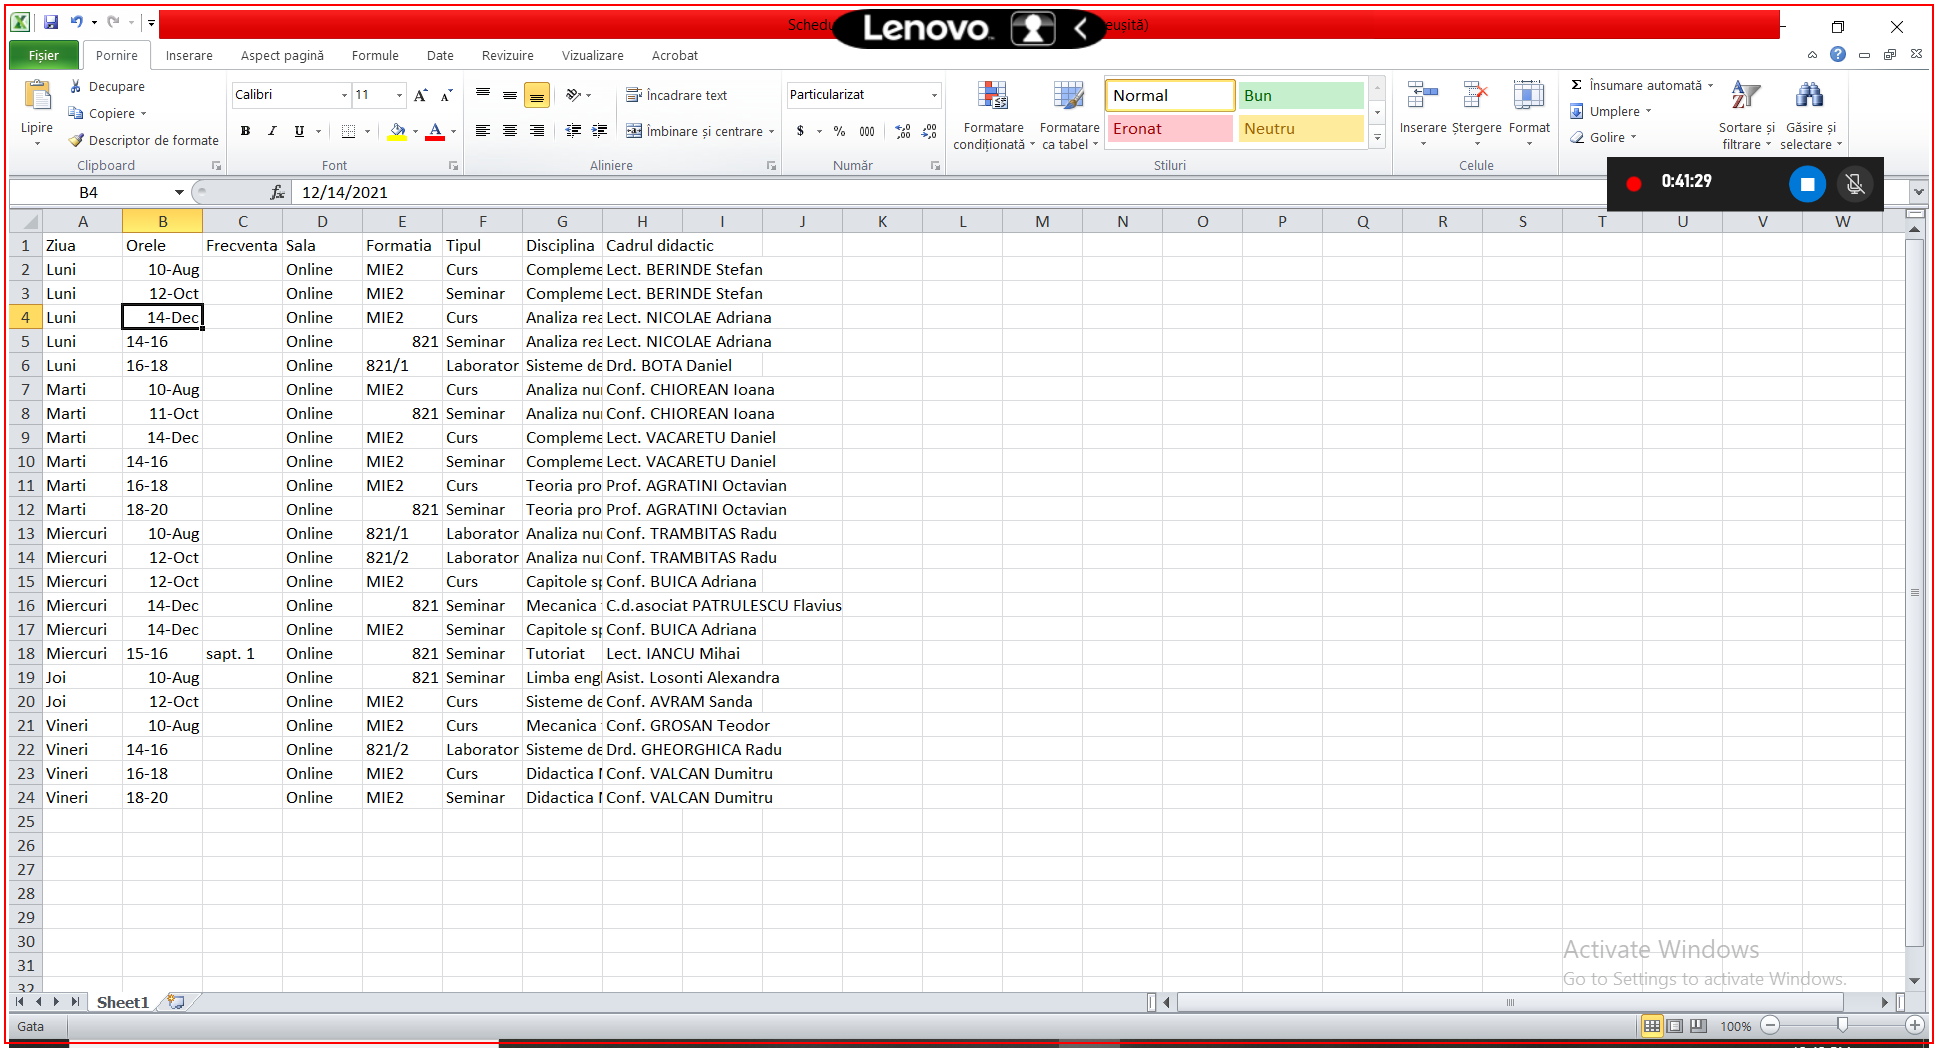 Schedu
eusită)
Lenovo
Fișier Pornire Inserare Aspect pagină Formule Date Revizuire Vizualizare Acrobat
Lipire
Decupare
Copiere
Descriptor de formate
Clipboard
Calibri 11
B I U
Font
Încadrare text
Îmbinare și centrare
Aliniere
Particularizat
$ % 000
Număr
Formatare condiționată
Formatare ca tabel
Normal Bun
Eronat Neutru
Stiluri
Inserare Ștergere Format
Celule
Însumare automată
Umplere
Golire
Sortare și filtrare
Găsire și selectare
0:41:29
B4 fx 12/14/2021
A B C D E F G H I J K L M N O P Q R S T U V W
1 Ziua Orele Frecventa Sala Formatia Tipul Disciplina Cadrul didactic
2 Luni 10-Aug Online MIE2 Curs Compleme Lect. BERINDE Stefan
3 Luni 12-Oct Online MIE2 Seminar Compleme Lect. BERINDE Stefan
4 Luni 14-Dec Online MIE2 Curs Analiza rea Lect. NICOLAE Adriana
5 Luni 14-16 Online 821 Seminar Analiza rea Lect. NICOLAE Adriana
6 Luni 16-18 Online 821/1 Laborator Sisteme de Drd. BOTA Daniel
7 Marti 10-Aug Online MIE2 Curs Analiza nu Conf. CHIOREAN Ioana
8 Marti 11-Oct Online 821 Seminar Analiza nu Conf. CHIOREAN Ioana
9 Marti 14-Dec Online MIE2 Curs Compleme Lect. VACARETU Daniel
10 Marti 14-16 Online MIE2 Seminar Compleme Lect. VACARETU Daniel
11 Marti 16-18 Online MIE2 Curs Teoria pro Prof. AGRATINI Octavian
12 Marti 18-20 Online 821 Seminar Teoria pro Prof. AGRATINI Octavian
13 Miercuri 10-Aug Online 821/1 Laborator Analiza nu Conf. TRAMBITAS Radu
14 Miercuri 12-Oct Online 821/2 Laborator Analiza nu Conf. TRAMBITAS Radu
15 Miercuri 12-Oct Online MIE2 Curs Capitole sp Conf. BUICA Adriana
16 Miercuri 14-Dec Online 821 Seminar Mecanica C.d.asociat PATRULESCU Flavius
17 Miercuri 14-Dec Online MIE2 Seminar Capitole sp Conf. BUICA Adriana
18 Miercuri 15-16 sapt. 1 Online 821 Seminar Tutoriat Lect. IANCU Mihai
19 Joi 10-Aug Online 821 Seminar Limba eng Asist. Losonti Alexandra
20 Joi 12-Oct Online MIE2 Curs Sisteme de Conf. AVRAM Sanda
21 Vineri 10-Aug Online MIE2 Curs Mecanica Conf. GROSAN Teodor
22 Vineri 14-16 Online 821/2 Laborator Sisteme de Drd. GHEORGHICA Radu
23 Vineri 16-18 Online MIE2 Curs Didactica Conf. VALCAN Dumitru
24 Vineri 18-20 Online MIE2 Seminar Didactica Conf. VALCAN Dumitru
25
26
27
28
29
30
31
32
Activate Windows
Go to Settings to activate Windows.
Sheet1
Gata 100%